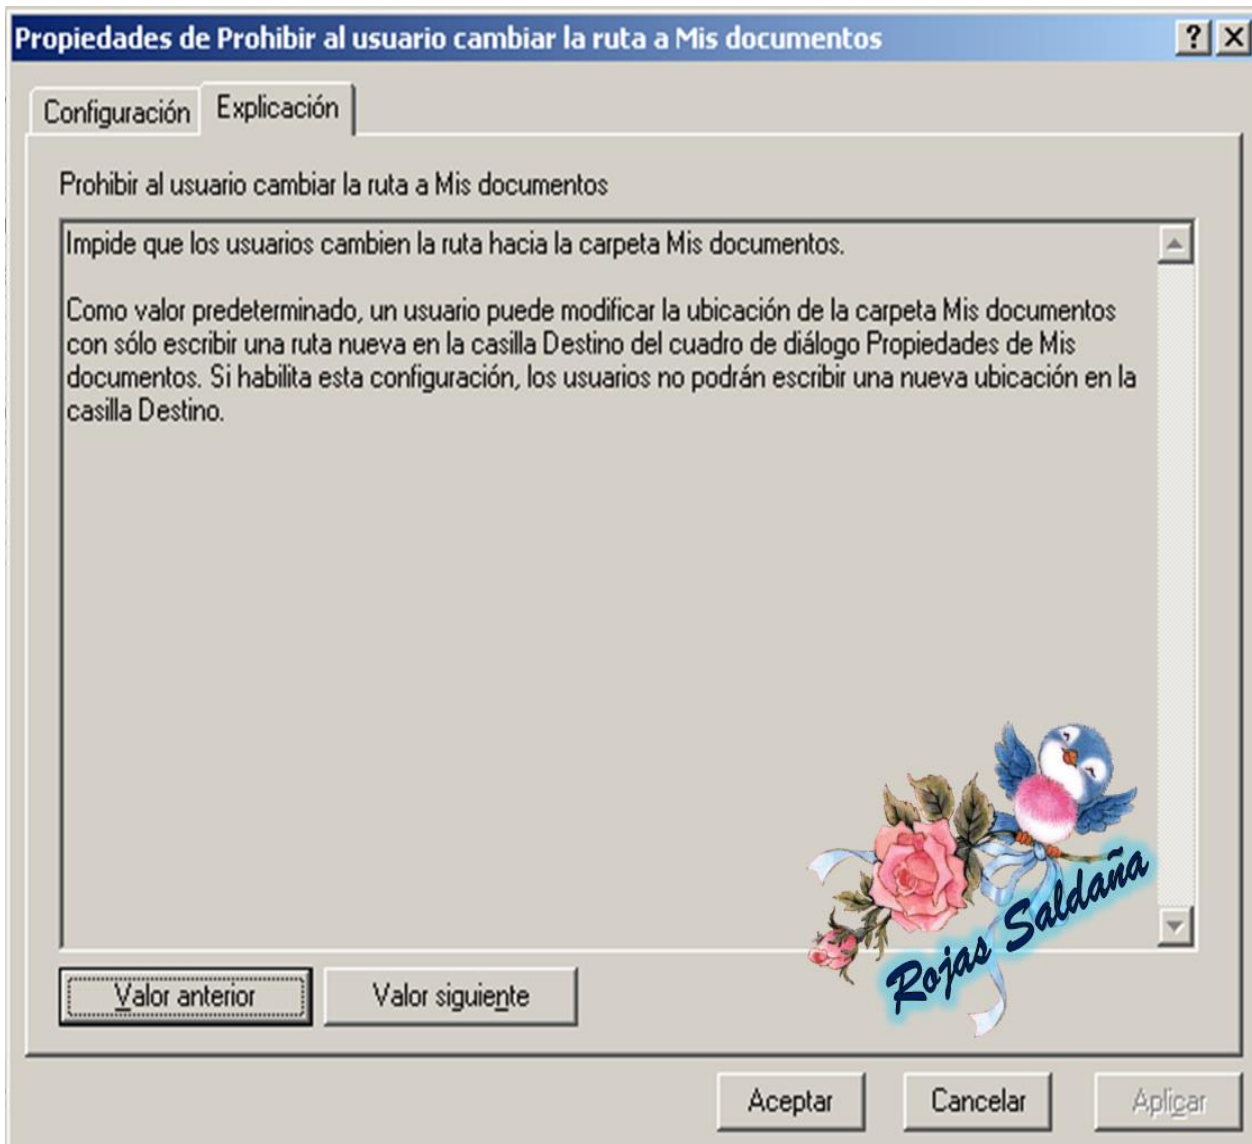 Propiedades de Prohibir al usuario cambiar la ruta a Mis documentos
Configuración
Explicación
Prohibir al usuario cambiar la ruta a Mis documentos
Impide que los usuarios cambien la ruta hacia la carpeta Mis documentos.
Como valor predeterminado, un usuario puede modificar la ubicación de la carpeta Mis documentos
con sólo escribir una ruta nueva en la casilla Destino del cuadro de diálogo Propiedades de Mis
documentos. Si habilita esta configuración, los usuarios no podrán escribir una nueva ubicación en la
casilla Destino.
Rojas Saldaña
Valor anterior
Valor siguiente
Aceptar
Cancelar
Aplicar